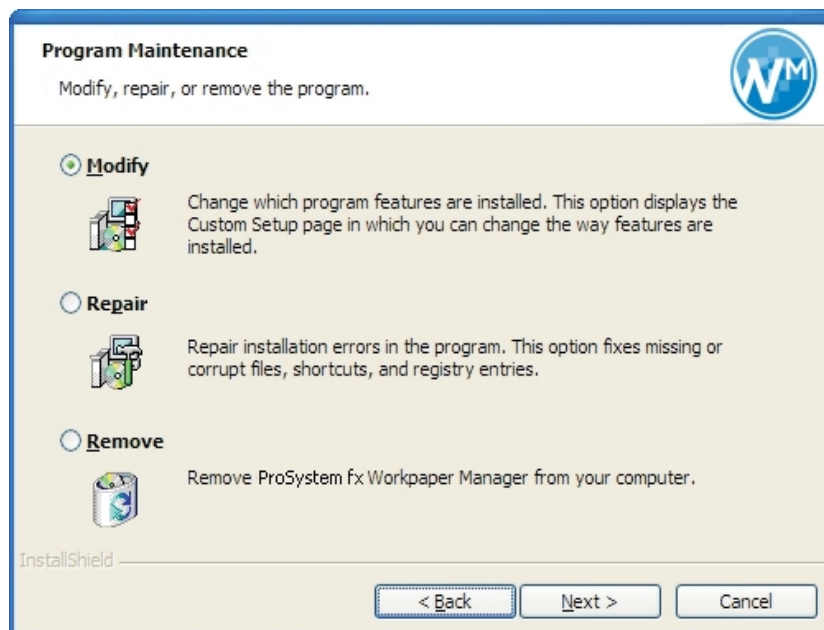 Program Maintenance
Modify, repair, or remove the program.
WM
Modify
Change which program features are installed. This option displays the
Custom Setup page in which you can change the way features are
installed.
Repair
Repair installation errors in the program. This option fixes missing or
corrupt files, shortcuts, and registry entries.
Remove
Remove ProSystem fx Workpaper Manager from your computer.
InstallShield
< Back
Next >
Cancel